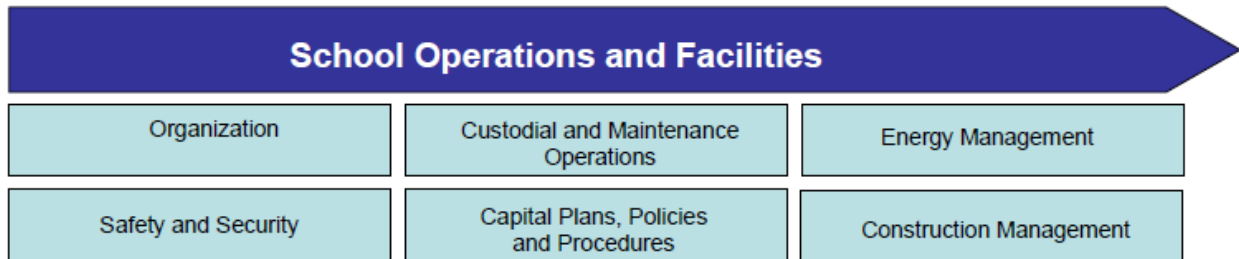 School Operations and Facilities
Organization
Custodial and Maintenance
Operations
Energy Management
Safety and Security
Capital Plans, Policies
and Procedures
Construction Management